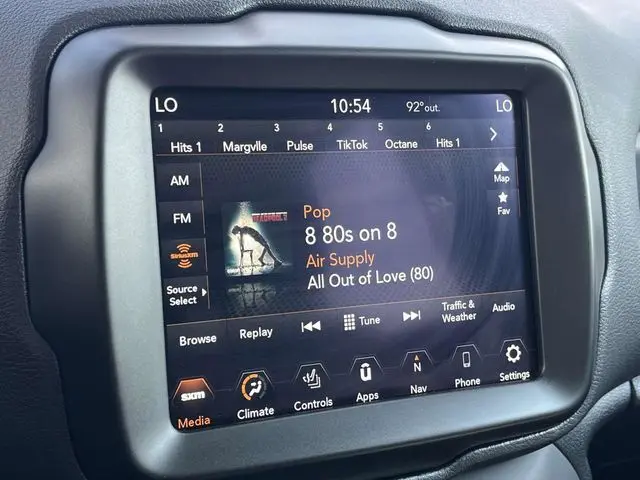 LO 10:54 92°out. LO
1 2 3 4 5 6
Hits 1 Margvlle Pulse TikTok Octane Hits 1
AM
Map
FM
Fav
DEADPOOL 2
Pop
8 80s on 8
Air Supply
All Out of Love (80)
SiriusXM
Source
Select
Browse Replay Tune Traffic &
Weather Audio
sxm
N
Media Climate Controls Apps Nav Phone Settings